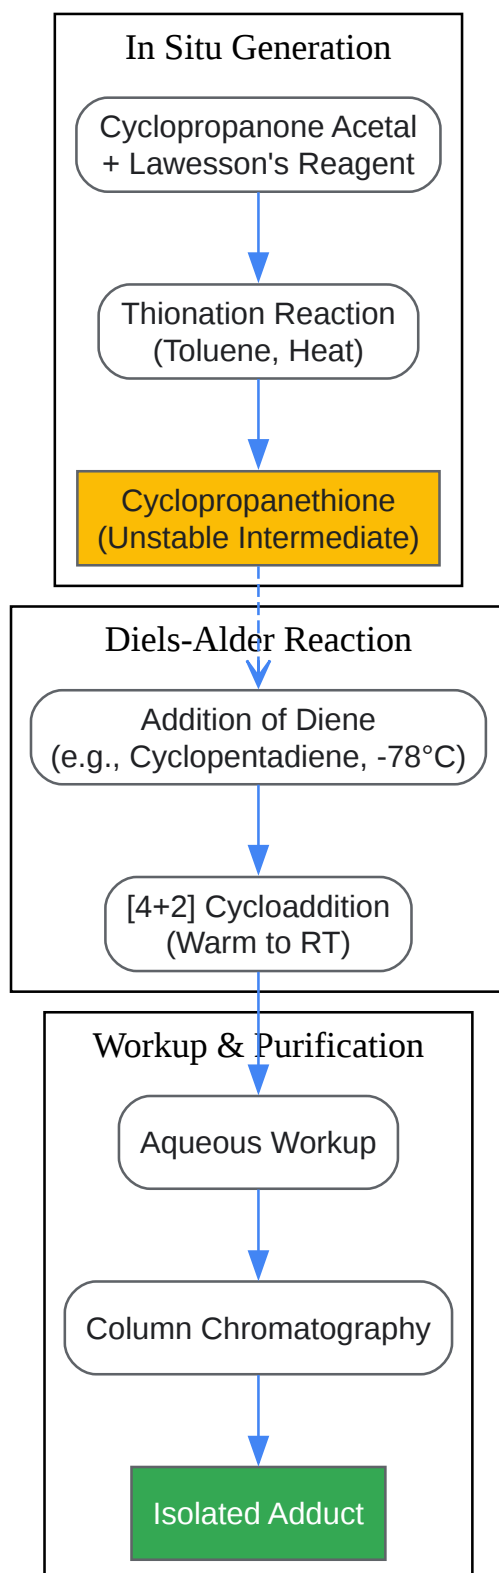 In Situ Generation
Cyclopropanone Acetal
+ Lawesson's Reagent
Thionation Reaction
(Toluene, Heat)
Cyclopropanethione
(Unstable Intermediate)
Diels-Alder Reaction
Addition of Diene
(e.g., Cyclopentadiene, -78°C)
[4+2] Cycloaddition
(Warm to RT)
Workup & Purification
Aqueous Workup
Column Chromatography
Isolated Adduct